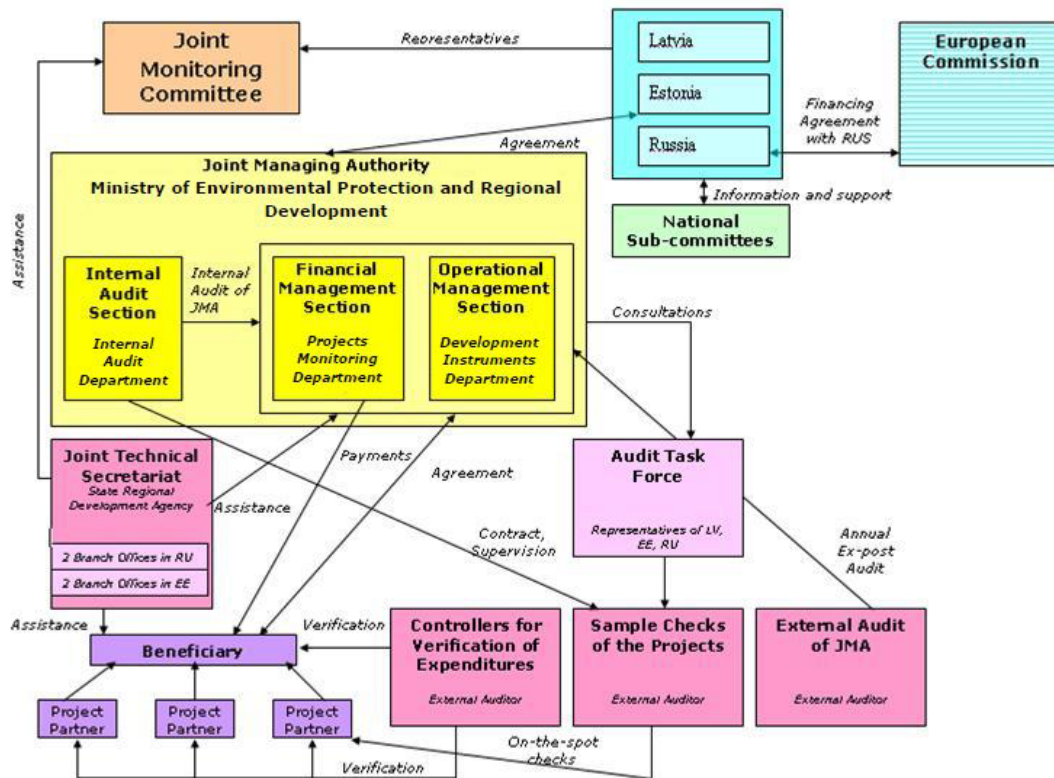 Joint
Monitoring
Committee
Representatives
Latvia
Estonia
Russia
European
Commission
Financing
Agreement
with RUS
Agreement
Information and support
National
Sub-committees
Assistance
Joint Managing Authority
Ministry of Environmental Protection and Regional
Development
Internal
Audit
Section
Internal
Audit
Department
Internal
Audit of
JMA
Financial
Management
Section
Projects
Monitoring
Department
Operational
Management
Section
Development
Instruments
Department
Consultations
Joint Technical
Secretariat
State Regional
Development Agency
2 Branch Offices in RU
2 Branch Offices in EE
Assistance
Payments
Agreement
Contract,
Supervision
Audit Task
Force
Representatives of LV,
EE, RU
Annual
Ex-post
Audit
Assistance
Beneficiary
Verification
Controllers for
Verification of
Expenditures
External Auditor
Sample Checks
of the Projects
External Auditor
External Audit
of JMA
External Auditor
Project
Partner
Project
Partner
Project
Partner
Verification
On-the-spot
checks